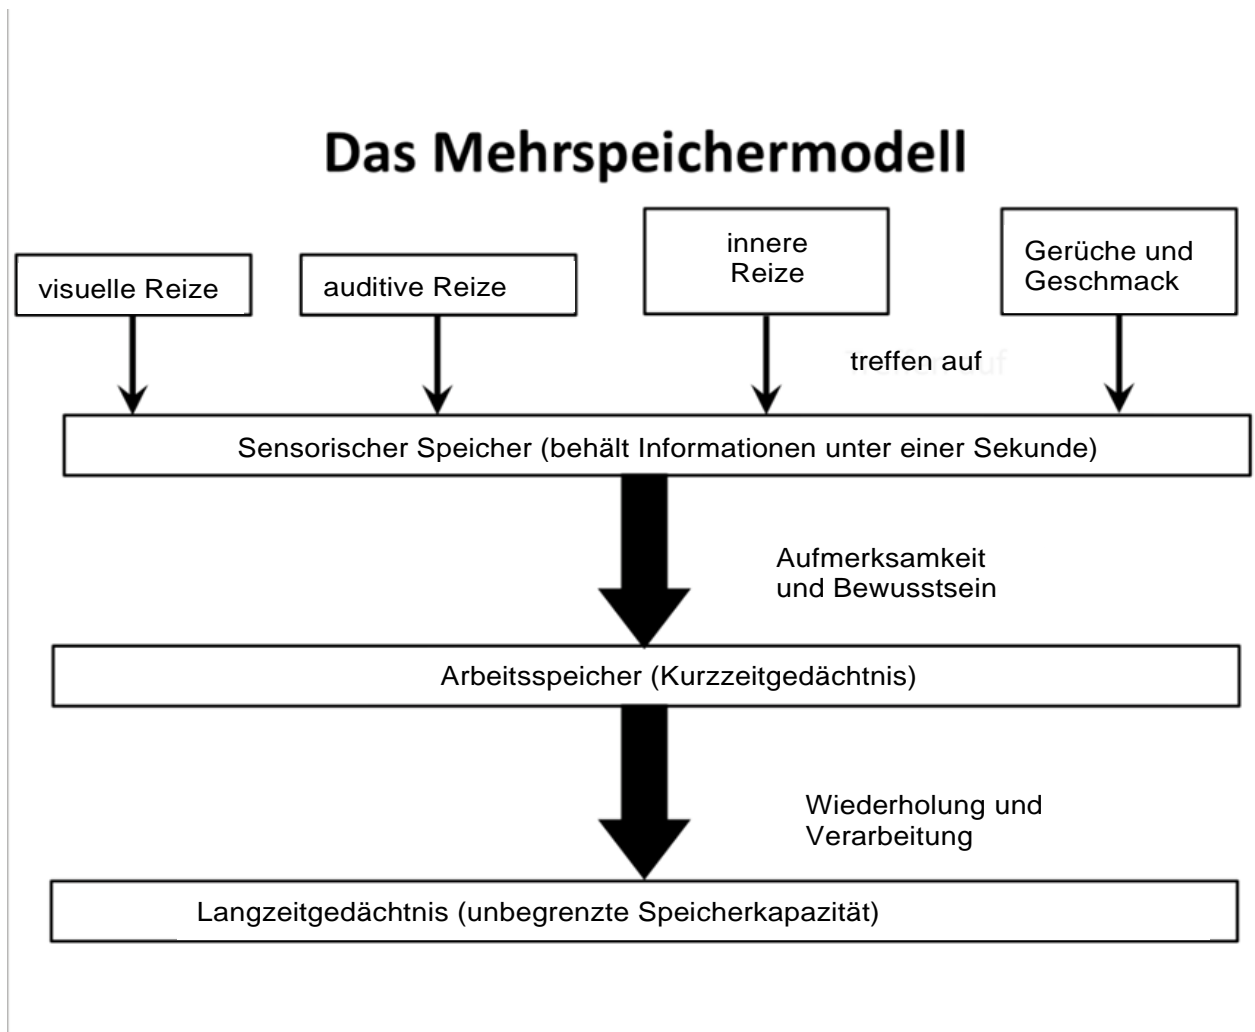 Das Mehrspeichermodell
visuelle Reize
auditive Reize
innere
Reize
Gerüche und
Geschmack
treffen auf
Sensorischer Speicher (behält Informationen unter einer Sekunde)
Aufmerksamkeit
und Bewusstsein
Arbeitsspeicher (Kurzzeitgedächtnis)
Wiederholung und
Verarbeitung
Langzeitgedächtnis (unbegrenzte Speicherkapazität)